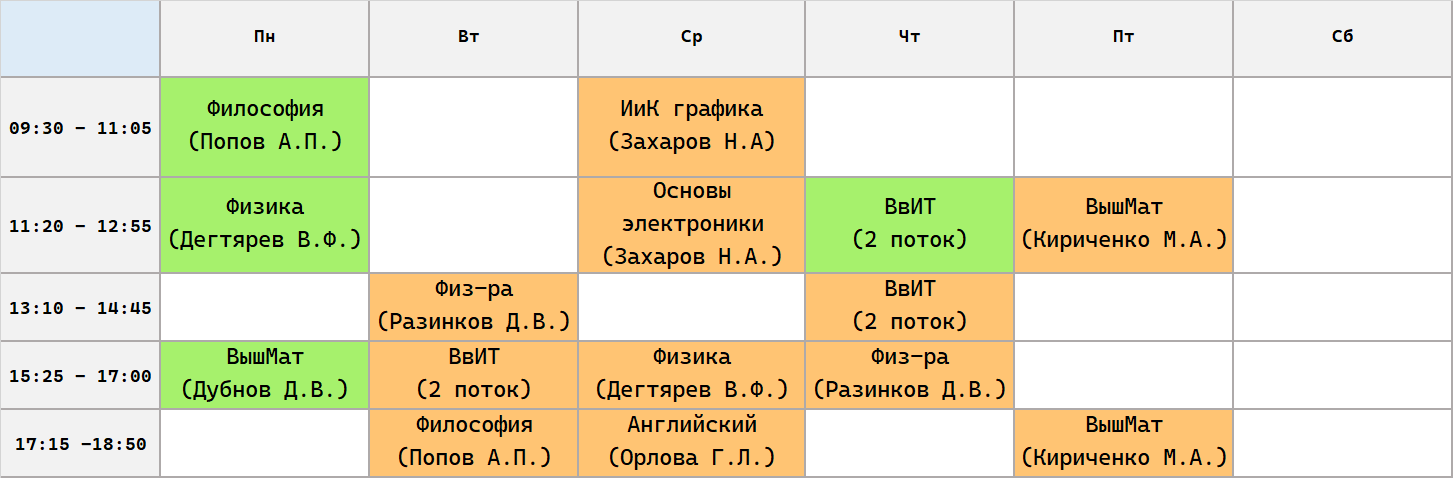 Пн
Вт
Ср
Чт
Пт
Сб
09:30 - 11:05
Философия
(Попов А.П.)
ИиК графика
(Захаров Н.А)
11:20 - 12:55
Физика
(Дегтярев В.Ф.)
Основы
электроники
(Захаров Н.А.)
ВвИТ
(2 поток)
ВышМат
(Кириченко М.А.)
13:10 - 14:45
Физ-ра
(Разинков Д.В.)
ВвИТ
(2 поток)
15:25 - 17:00
ВышМат
(Дубнов Д.В.)
ВвИТ
(2 поток)
Физика
(Дегтярев В.Ф.)
Физ-ра
(Разинков Д.В.)
17:15 -18:50
Философия
(Попов А.П.)
Английский
(Орлова Г.Л.)
ВышМат
(Кириченко М.А.)